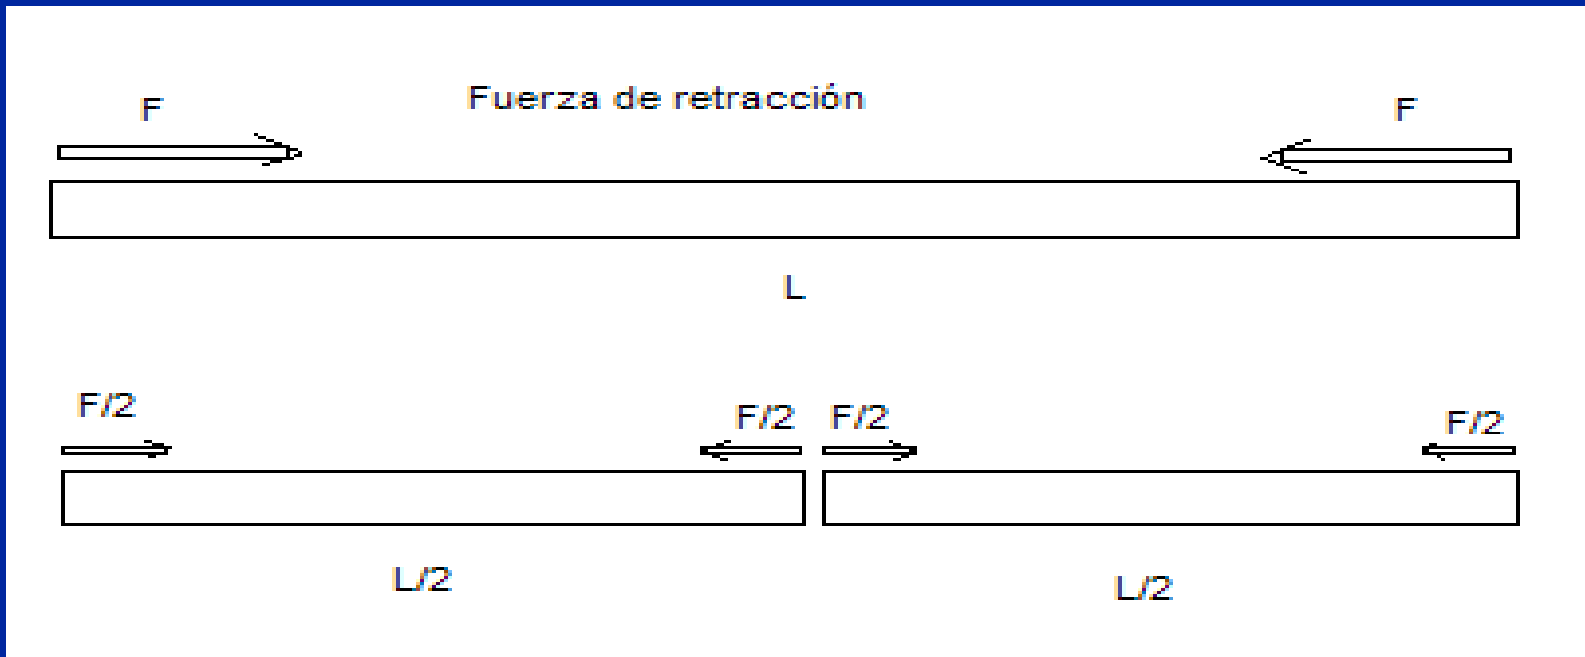 F Fuerza de retracción F
L
F/2 F/2 F/2 F/2
L/2 L/2